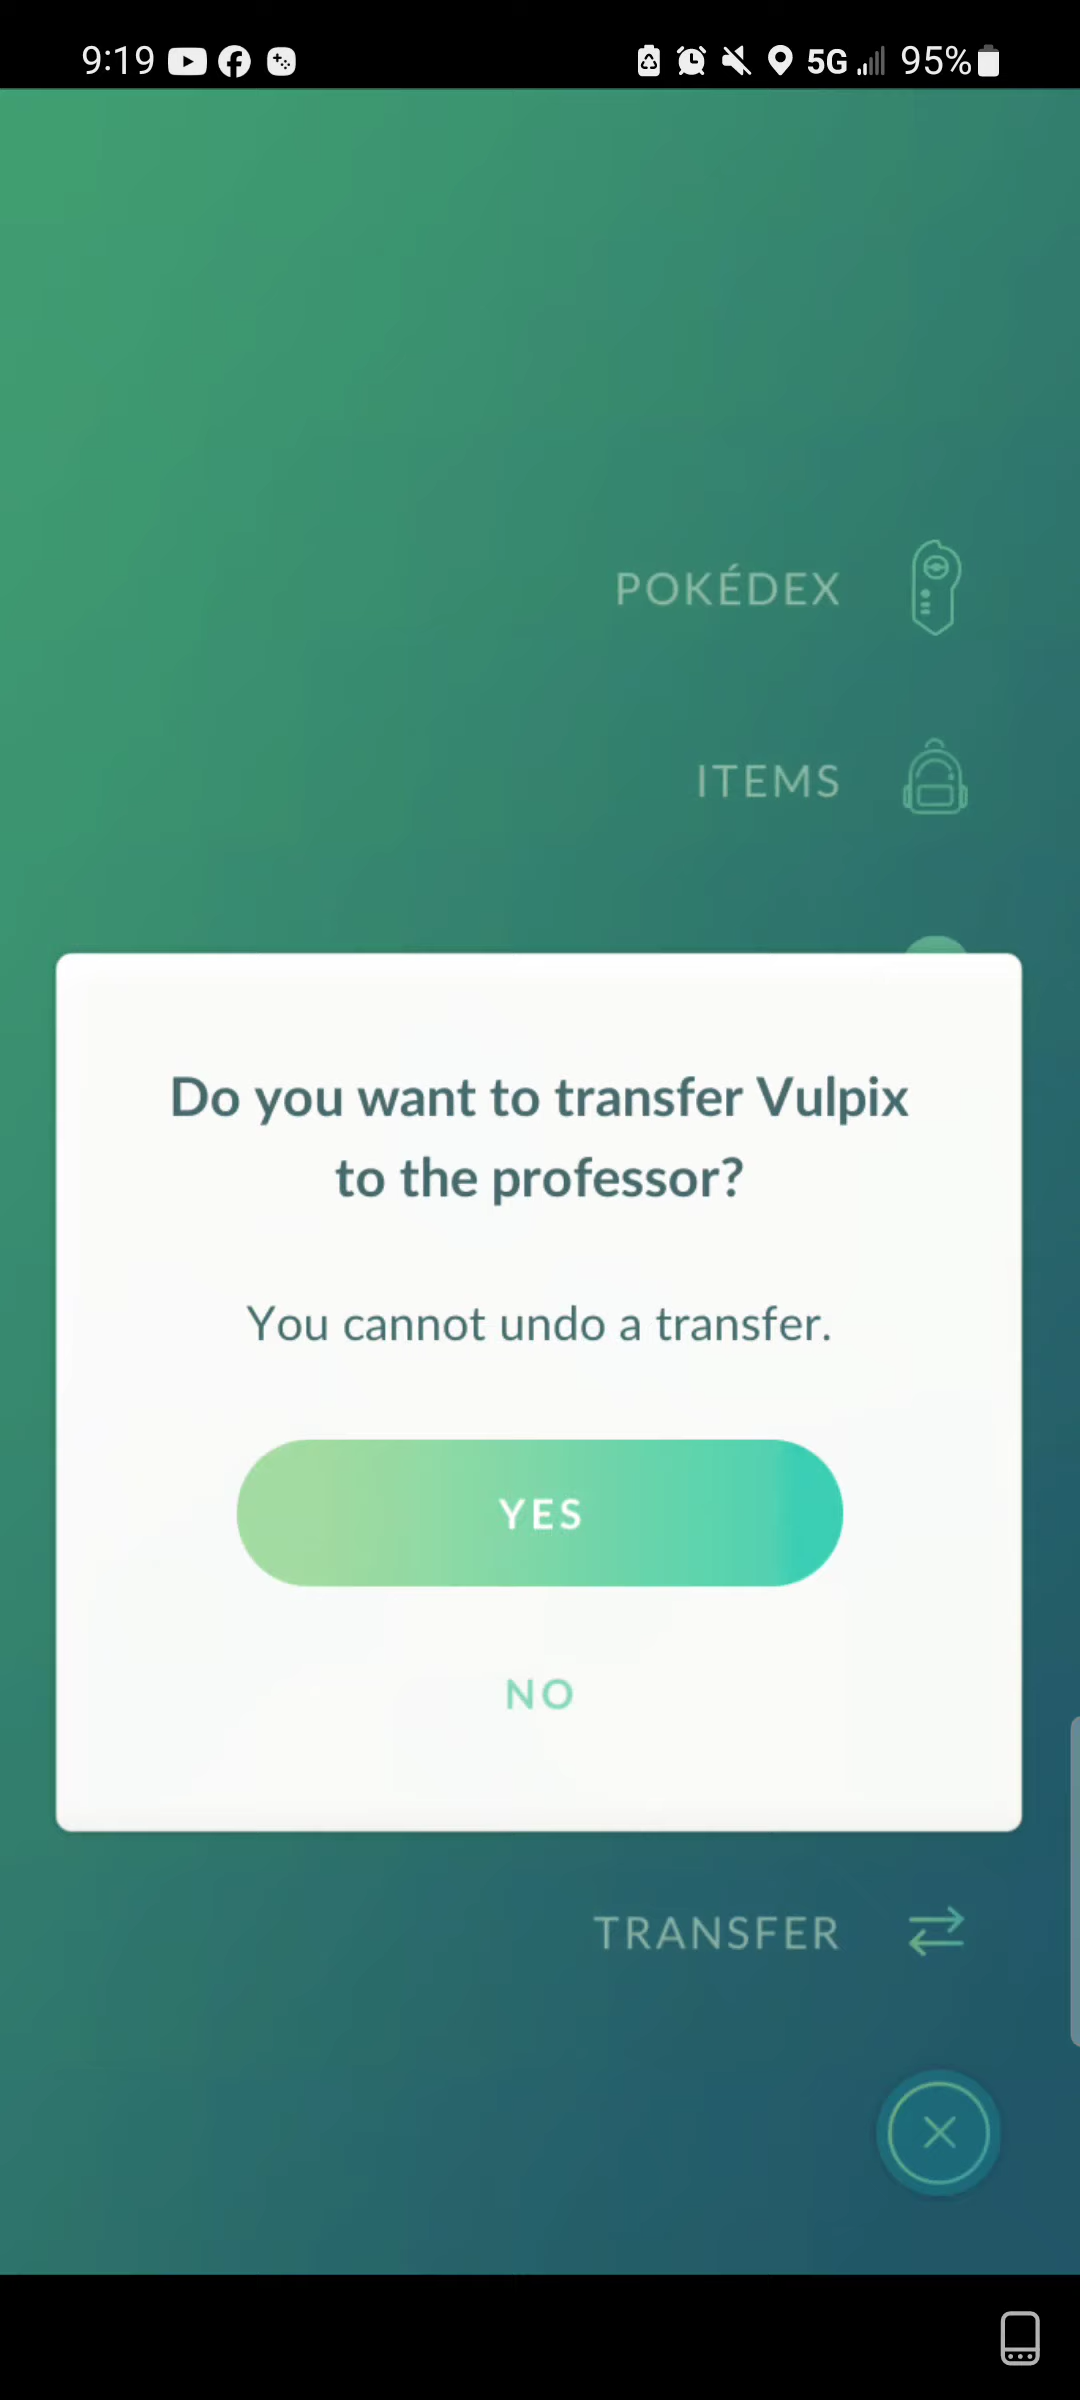 9:19 5G 95%
POKÉDEX
ITEMS
Do you want to transfer Vulpix
to the professor?
You cannot undo a transfer.
YES
NO
TRANSFER